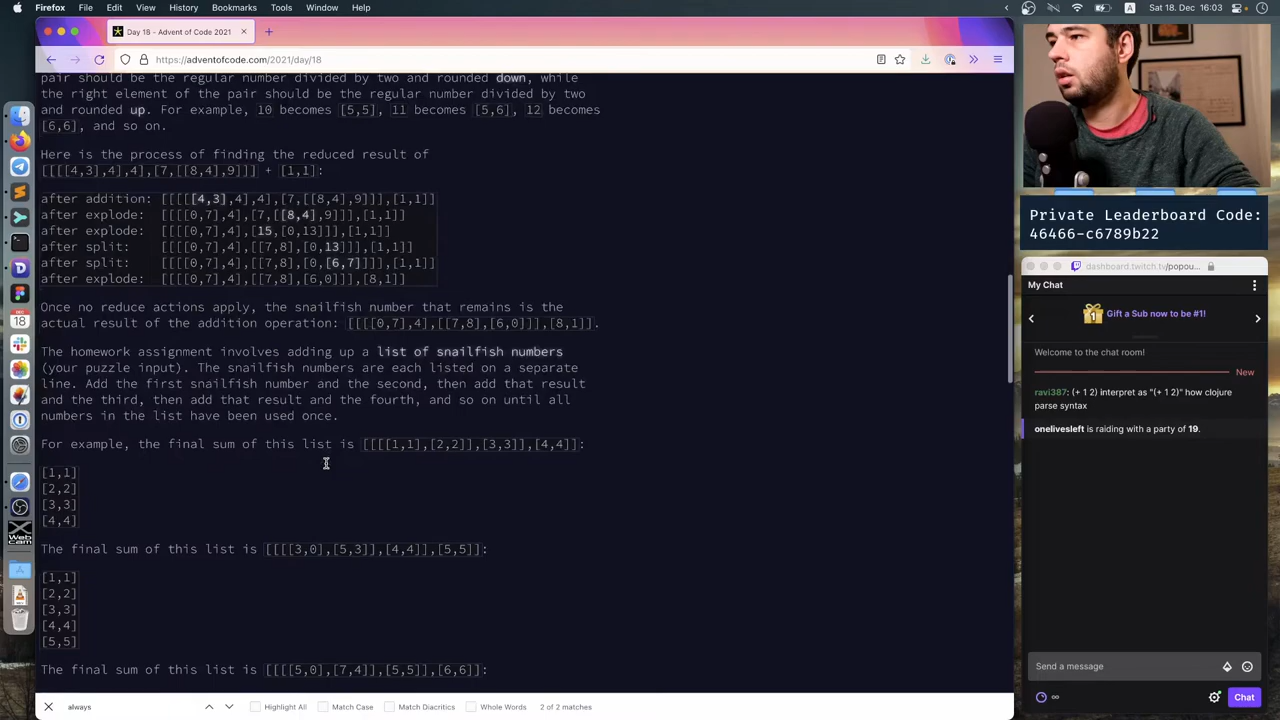 Firefox File Edit View History Bookmarks Tools Window Help
A Sat 18. Dec 16:03
Day 18 - Advent of Code 2021
https://adventofcode.com/2021/day/18
pair should be the regular number divided by two and rounded down, while
the right element of the pair should be the regular number divided by two
and rounded up. For example, 10 becomes [5,5], 11 becomes [5,6], 12 becomes
[6,6], and so on.
Here is the process of finding the reduced result of
[[[[4,3],4],4],[7,[[8,4],9]]] + [1,1]:
after addition: [[[[[4,3],4],4],[7,[[8,4],9]]],[1,1]]
after explode: [[[[0,7],4],[7,[[8,4],9]]],[1,1]]
after explode: [[[[0,7],4],[15,[0,13]]],[1,1]]
after split: [[[[0,7],4],[[7,8],[0,13]]],[1,1]]
after split: [[[[0,7],4],[[7,8],[0,[6,7]]]],[1,1]]
after explode: [[[[0,7],4],[[7,8],[6,0]]],[8,1]]
Once no reduce actions apply, the snailfish number that remains is the
actual result of the addition operation: [[[[0,7],4],[[7,8],[6,0]]],[8,1]].
The homework assignment involves adding up a list of snailfish numbers
(your puzzle input). The snailfish numbers are each listed on a separate
line. Add the first snailfish number and the second, then add that result
and the third, then add that result and the fourth, and so on until all
numbers in the list have been used once.
For example, the final sum of this list is [[[[1,1],[2,2]],[3,3]],[4,4]]:
[1,1]
[2,2]
[3,3]
[4,4]
The final sum of this list is [[[[3,0],[5,3]],[4,4]],[5,5]]:
[1,1]
[2,2]
[3,3]
[4,4]
[5,5]
The final sum of this list is [[[[5,0],[7,4]],[5,5]],[6,6]]:
always
Highlight All
Match Case
Match Diacritics
Whole Words
2 of 2 matches
Private Leaderboard Code:
46466-c6789b22
dashboard.twitch.tv/popou...
My Chat
1
Gift a Sub now to be #1!
Welcome to the chat room!
New
ravi387: (+ 1 2) interpret as "(+ 1 2)" how clojure
parse syntax
onelivesleft is raiding with a party of 19.
Send a message
∞
Chat
DEC
18
Web
Cam